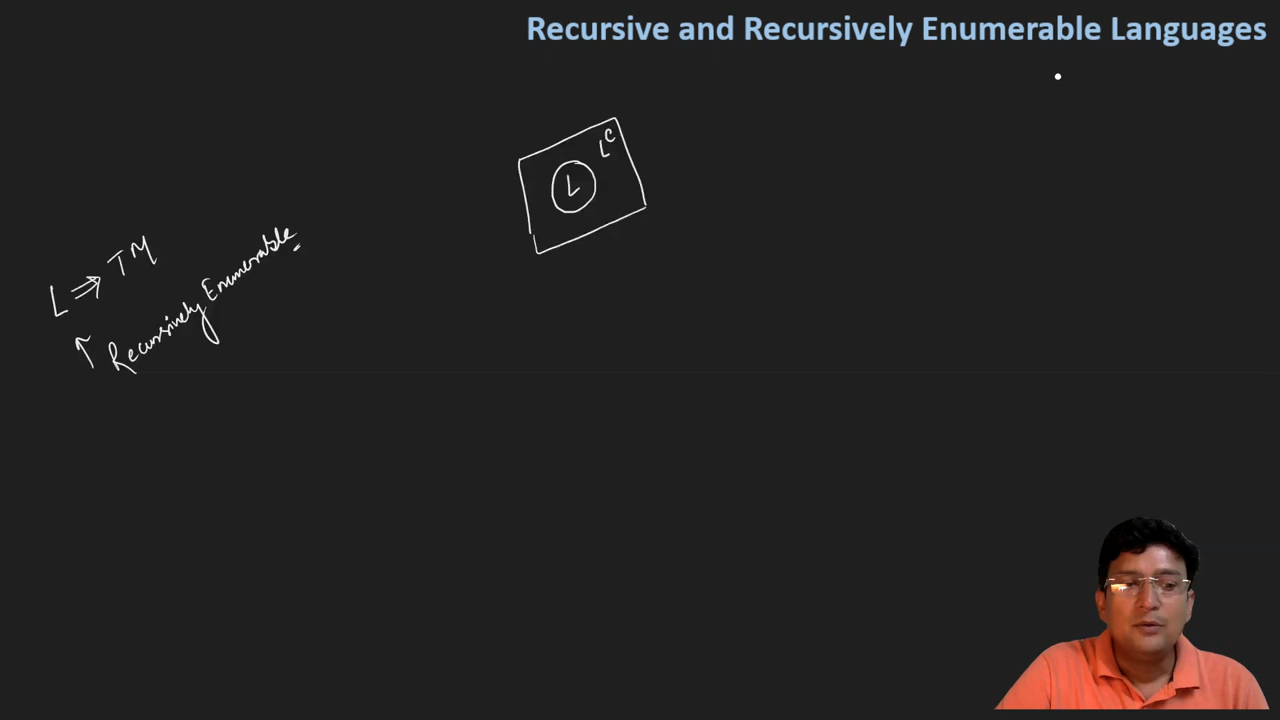 Recursive and Recursively Enumerable Languages
L^C
L
L ⇒ TM
↑ Recursively Enumerable